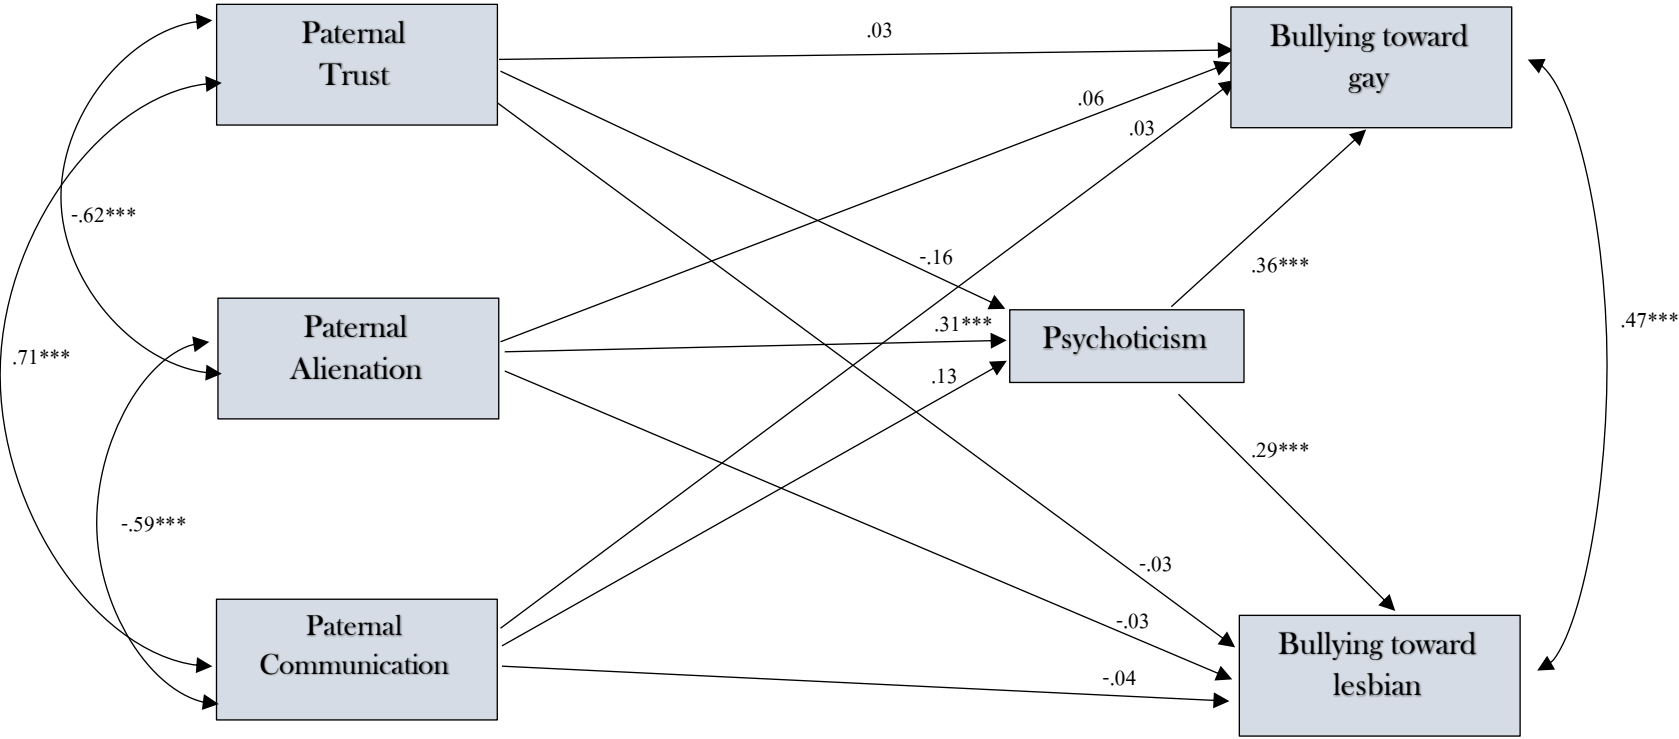 Paternal
Trust
.03
Bullying toward
gay
.06
.03
-.62***
-.16
.36***
Paternal
Alienation
.31***
Psychoticism
.47***
.71***
.13
.29***
-.59***
-.03
Paternal
Communication
-.03
Bullying toward
lesbian
-.04